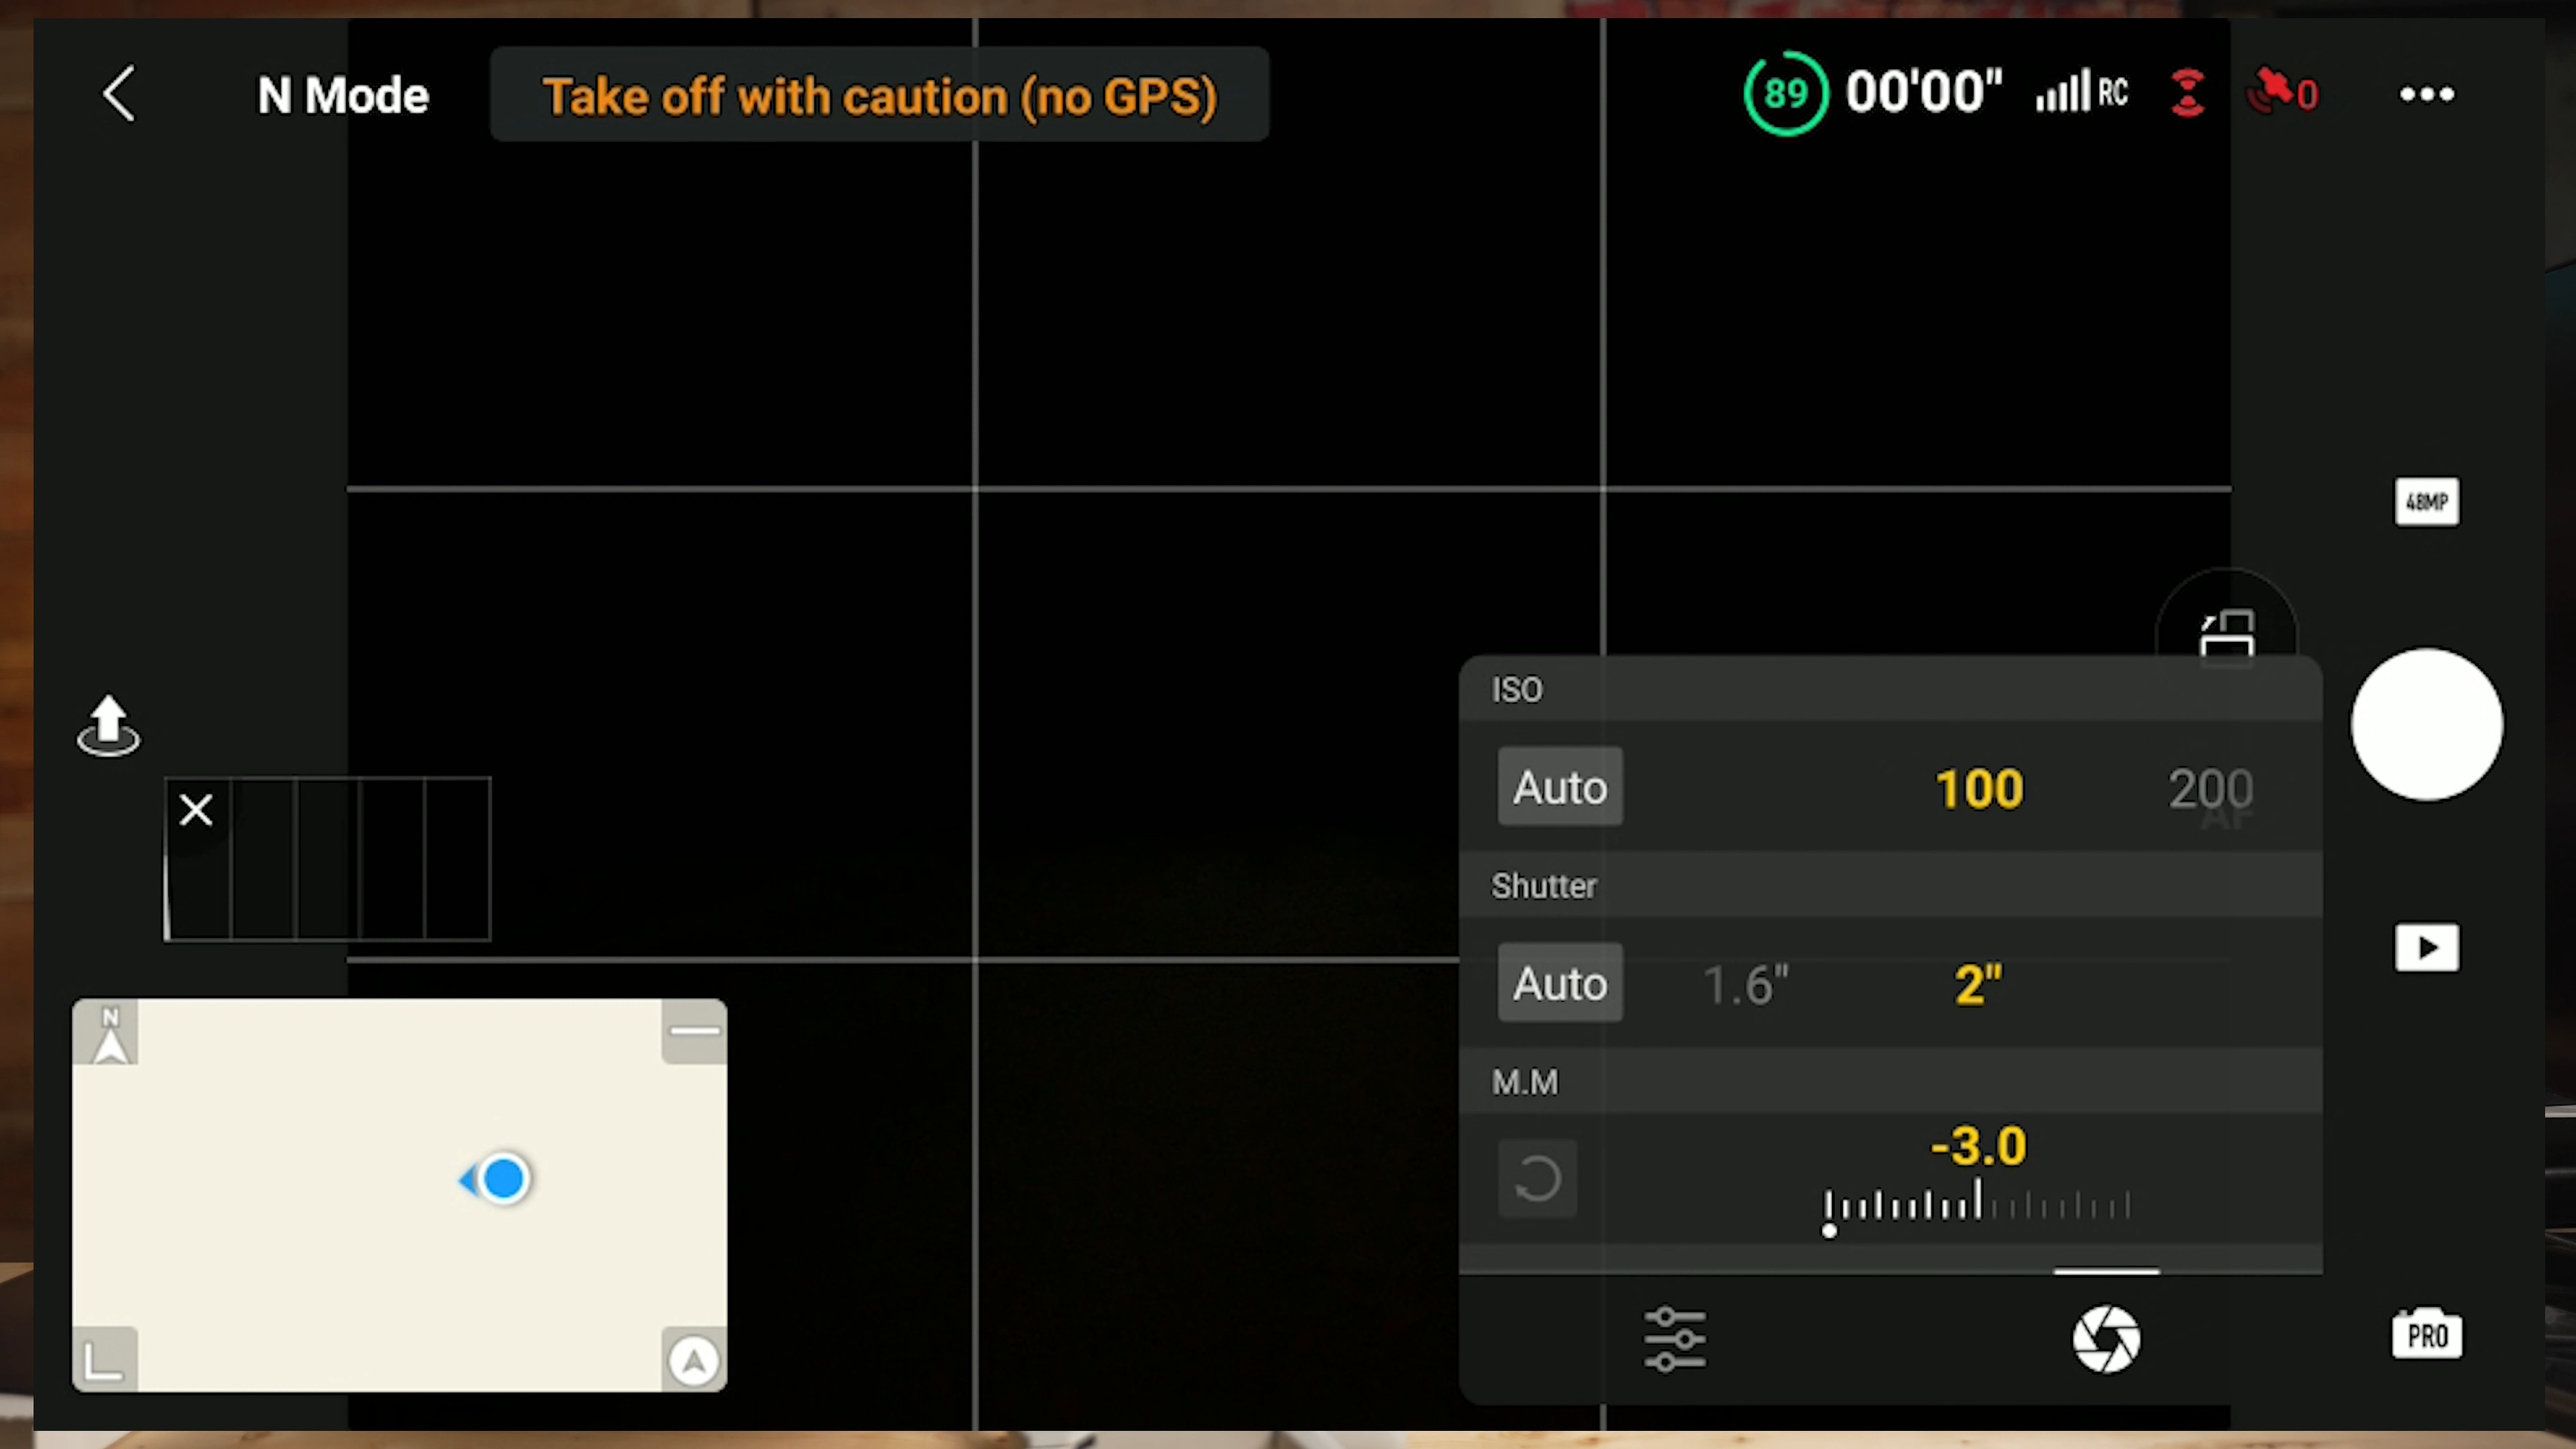 N Mode
Take off with caution (no GPS)
89
00'00"
RC
0
48MP
ISO
Auto
100
200
AF
Shutter
Auto
1.6"
2"
M.M
-3.0
N
PRO